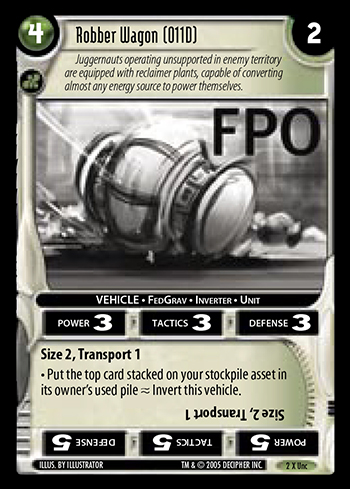 4 Robber Wagon (011D) 2
Juggernauts operating unsupported in enemy territory
are equipped with reclaimer plants, capable of converting
almost any energy source to power themselves.
FPO
VEHICLE • FEDGRAV • INVERTER • UNIT
POWER 3 TACTICS 3 DEFENSE 3
Size 2, Transport 1
• Put the top card stacked on your stockpile asset in
its owner's used pile ≈ Invert this vehicle.
Size 2, Transport 1
POWER 5 TACTICS 5 DEFENSE 5
ILLUS. BY ILLUSTRATOR TM & © 2005 DECIPHER INC. 2 X Unc